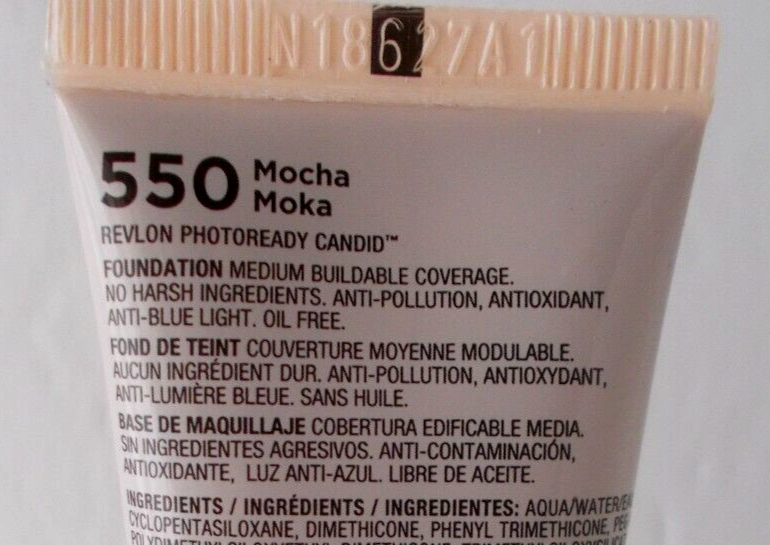 N18627A1
550 Mocha
Moka
REVLON PHOTOREADY CANDID™
FOUNDATION MEDIUM BUILDABLE COVERAGE.
NO HARSH INGREDIENTS. ANTI-POLLUTION, ANTIOXIDANT,
ANTI-BLUE LIGHT. OIL FREE.
FOND DE TEINT COUVERTURE MOYENNE MODULABLE.
AUCUN INGRÉDIENT DUR. ANTI-POLLUTION, ANTIOXYDANT,
ANTI-LUMIÈRE BLEUE. SANS HUILE.
BASE DE MAQUILLAJE COBERTURA EDIFICABLE MEDIA.
SIN INGREDIENTES AGRESIVOS. ANTI-CONTAMINACIÓN,
ANTIOXIDANTE, LUZ ANTI-AZUL. LIBRE DE ACEITE.
INGREDIENTS / INGRÉDIENTS / INGREDIENTES: AQUA/WATER/
CYCLOPENTASILOXANE, DIMETHICONE, PHENYL TRIMETHICONE,